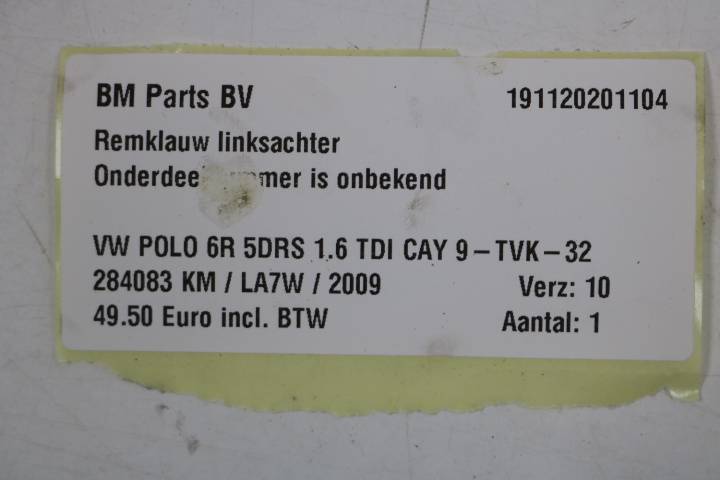 BM Parts BV 191120201104
Remklauw linksachter
is onbekend
VW POLO 6R 5DRS 1.6 TDI CAY 9-TVK-32
284083 KM / LA7W / 2009 Verz: 10
49.50 Euro incl. BTW Aantal: 1